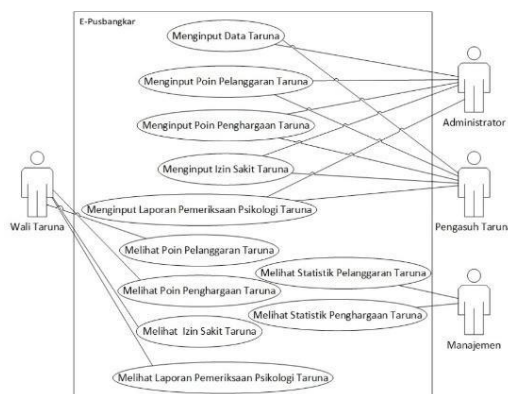 E-Pusbangkar
Menginput Data Taruna
Menginput Poin Pelanggaran Taruna
Administrator
Menginput Poin Penghargaan Taruna
Menginput Izin Sakit Taruna
Menginput Laporan Pemeriksaan Psikologi Taruna
Wali Taruna
Pengasuh Taruna
Melihat Poin Pelanggaran Taruna
Melihat Statistik Pelanggaran Taruna
Melihat Poin Penghargaan Taruna
Melihat Statistik Penghargaan Taruna
Melihat Izin Sakit Taruna
Manajemen
Melihat Laporan Pemeriksaan Psikologi Taruna